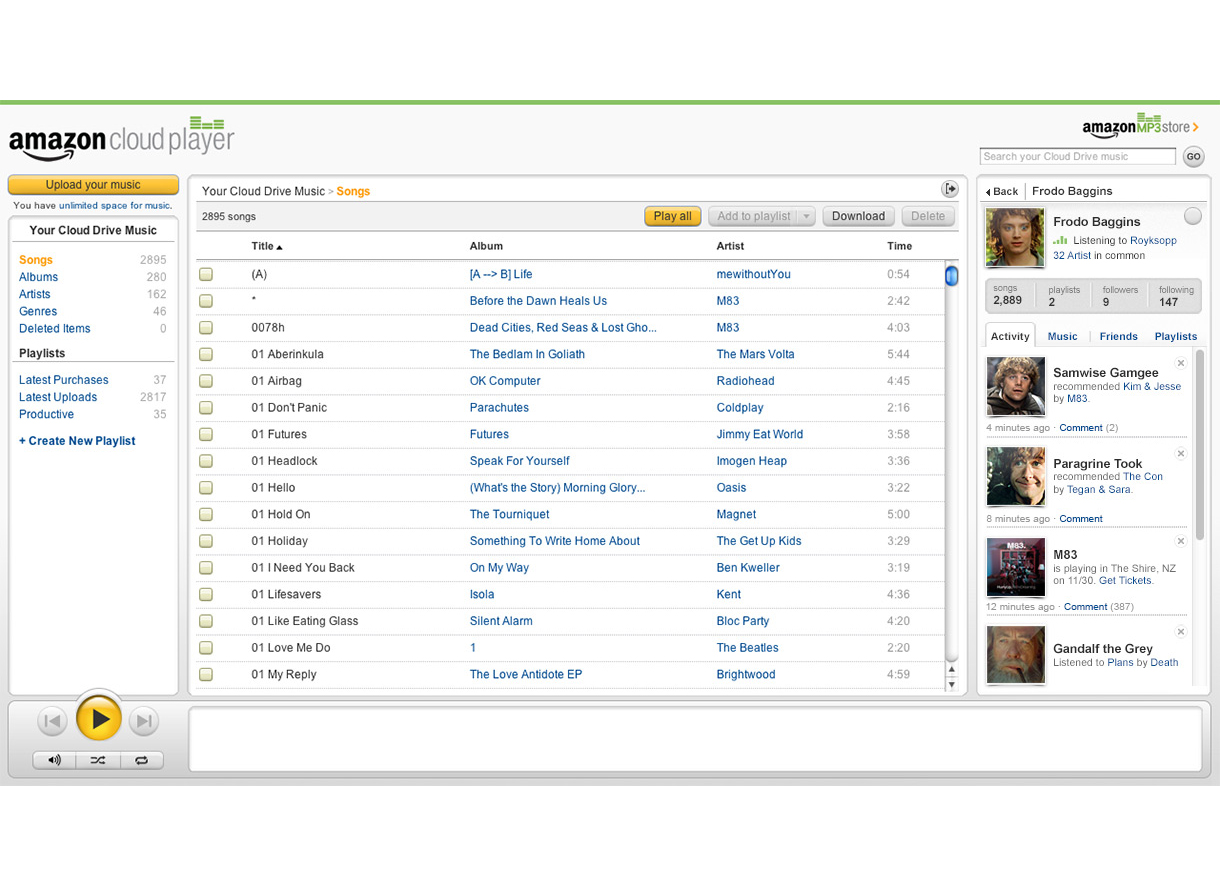 amazon cloud player
amazon MP3 store
Search your Cloud Drive music
GO
Upload your music
You have unlimited space for music.
Your Cloud Drive Music
Songs 2895
Albums 280
Artists 162
Genres 46
Deleted Items 0
Playlists
Latest Purchases 37
Latest Uploads 2817
Productive 35
+ Create New Playlist
Your Cloud Drive Music > Songs
2895 songs
Play all Add to playlist Download Delete
Title Album Artist Time
(A) [A --> B] Life mewithoutYou 0:54
* Before the Dawn Heals Us M83 2:42
0078h Dead Cities, Red Seas & Lost Gho... M83 4:03
01 Aberinkula The Bedlam In Goliath The Mars Volta 5:44
01 Airbag OK Computer Radiohead 4:45
01 Don't Panic Parachutes Coldplay 2:16
01 Futures Futures Jimmy Eat World 3:58
01 Headlock Speak For Yourself Imogen Heap 3:36
01 Hello (What's the Story) Morning Glory... Oasis 3:22
01 Hold On The Tourniquet Magnet 5:00
01 Holiday Something To Write Home About The Get Up Kids 3:29
01 I Need You Back On My Way Ben Kweller 3:19
01 Lifesavers Isola Kent 4:36
01 Like Eating Glass Silent Alarm Bloc Party 4:20
01 Love Me Do 1 The Beatles 2:20
01 My Reply The Love Antidote EP Brightwood 4:59
Back Frodo Baggins
Frodo Baggins
Listening to Royksopp
32 Artist in common
songs playlists followers following
2,889 2 9 147
Activity Music Friends Playlists
Samwise Gamgee
recommended Kim & Jesse
by M83.
4 minutes ago · Comment (2)
Paragrine Took
recommended The Con
by Tegan & Sara.
8 minutes ago · Comment
M83.
M83
is playing in The Shire, NZ
on 11/30. Get Tickets.
12 minutes ago · Comment (387)
Gandalf the Grey
Listened to Plans by Death